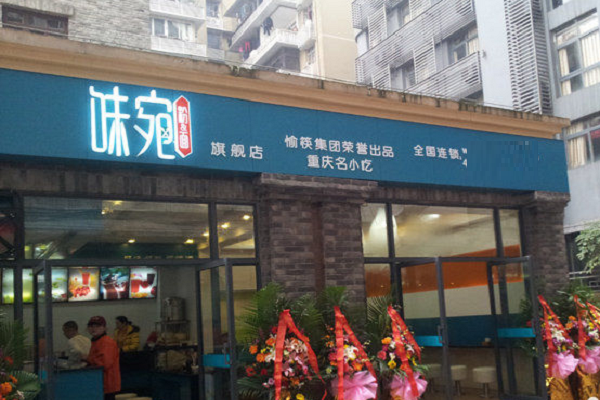 味宛
旗舰店
愉筷集团荣誉出品
重庆名小吃
全国连锁